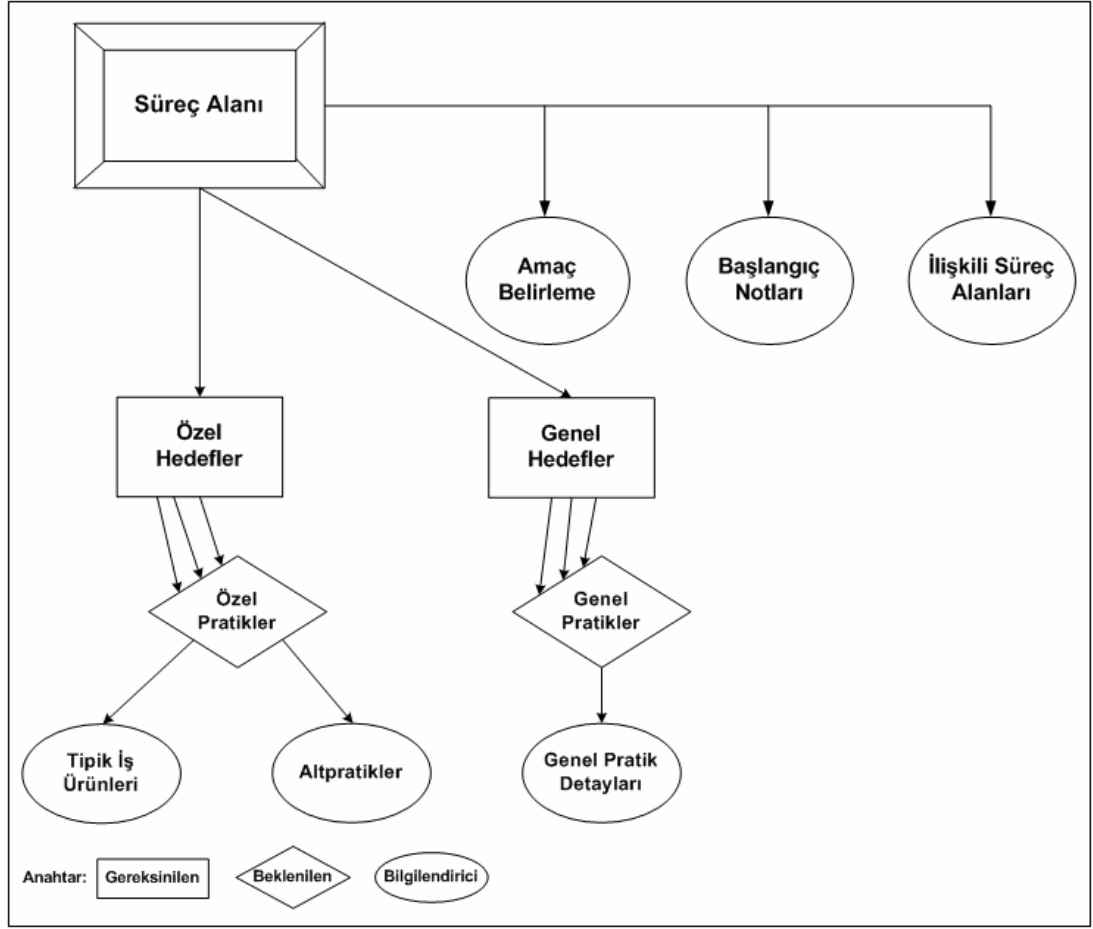 Süreç Alanı
Amaç
Belirleme
Başlangıç
Notları
İlişkili Süreç
Alanları
Özel
Hedefler
Genel
Hedefler
Özel
Pratikler
Genel
Pratikler
Tipik İş
Ürünleri
Altpratikler
Genel Pratik
Detayları
Anahtar:
Gereksinilen
Beklenilen
Bilgilendirici